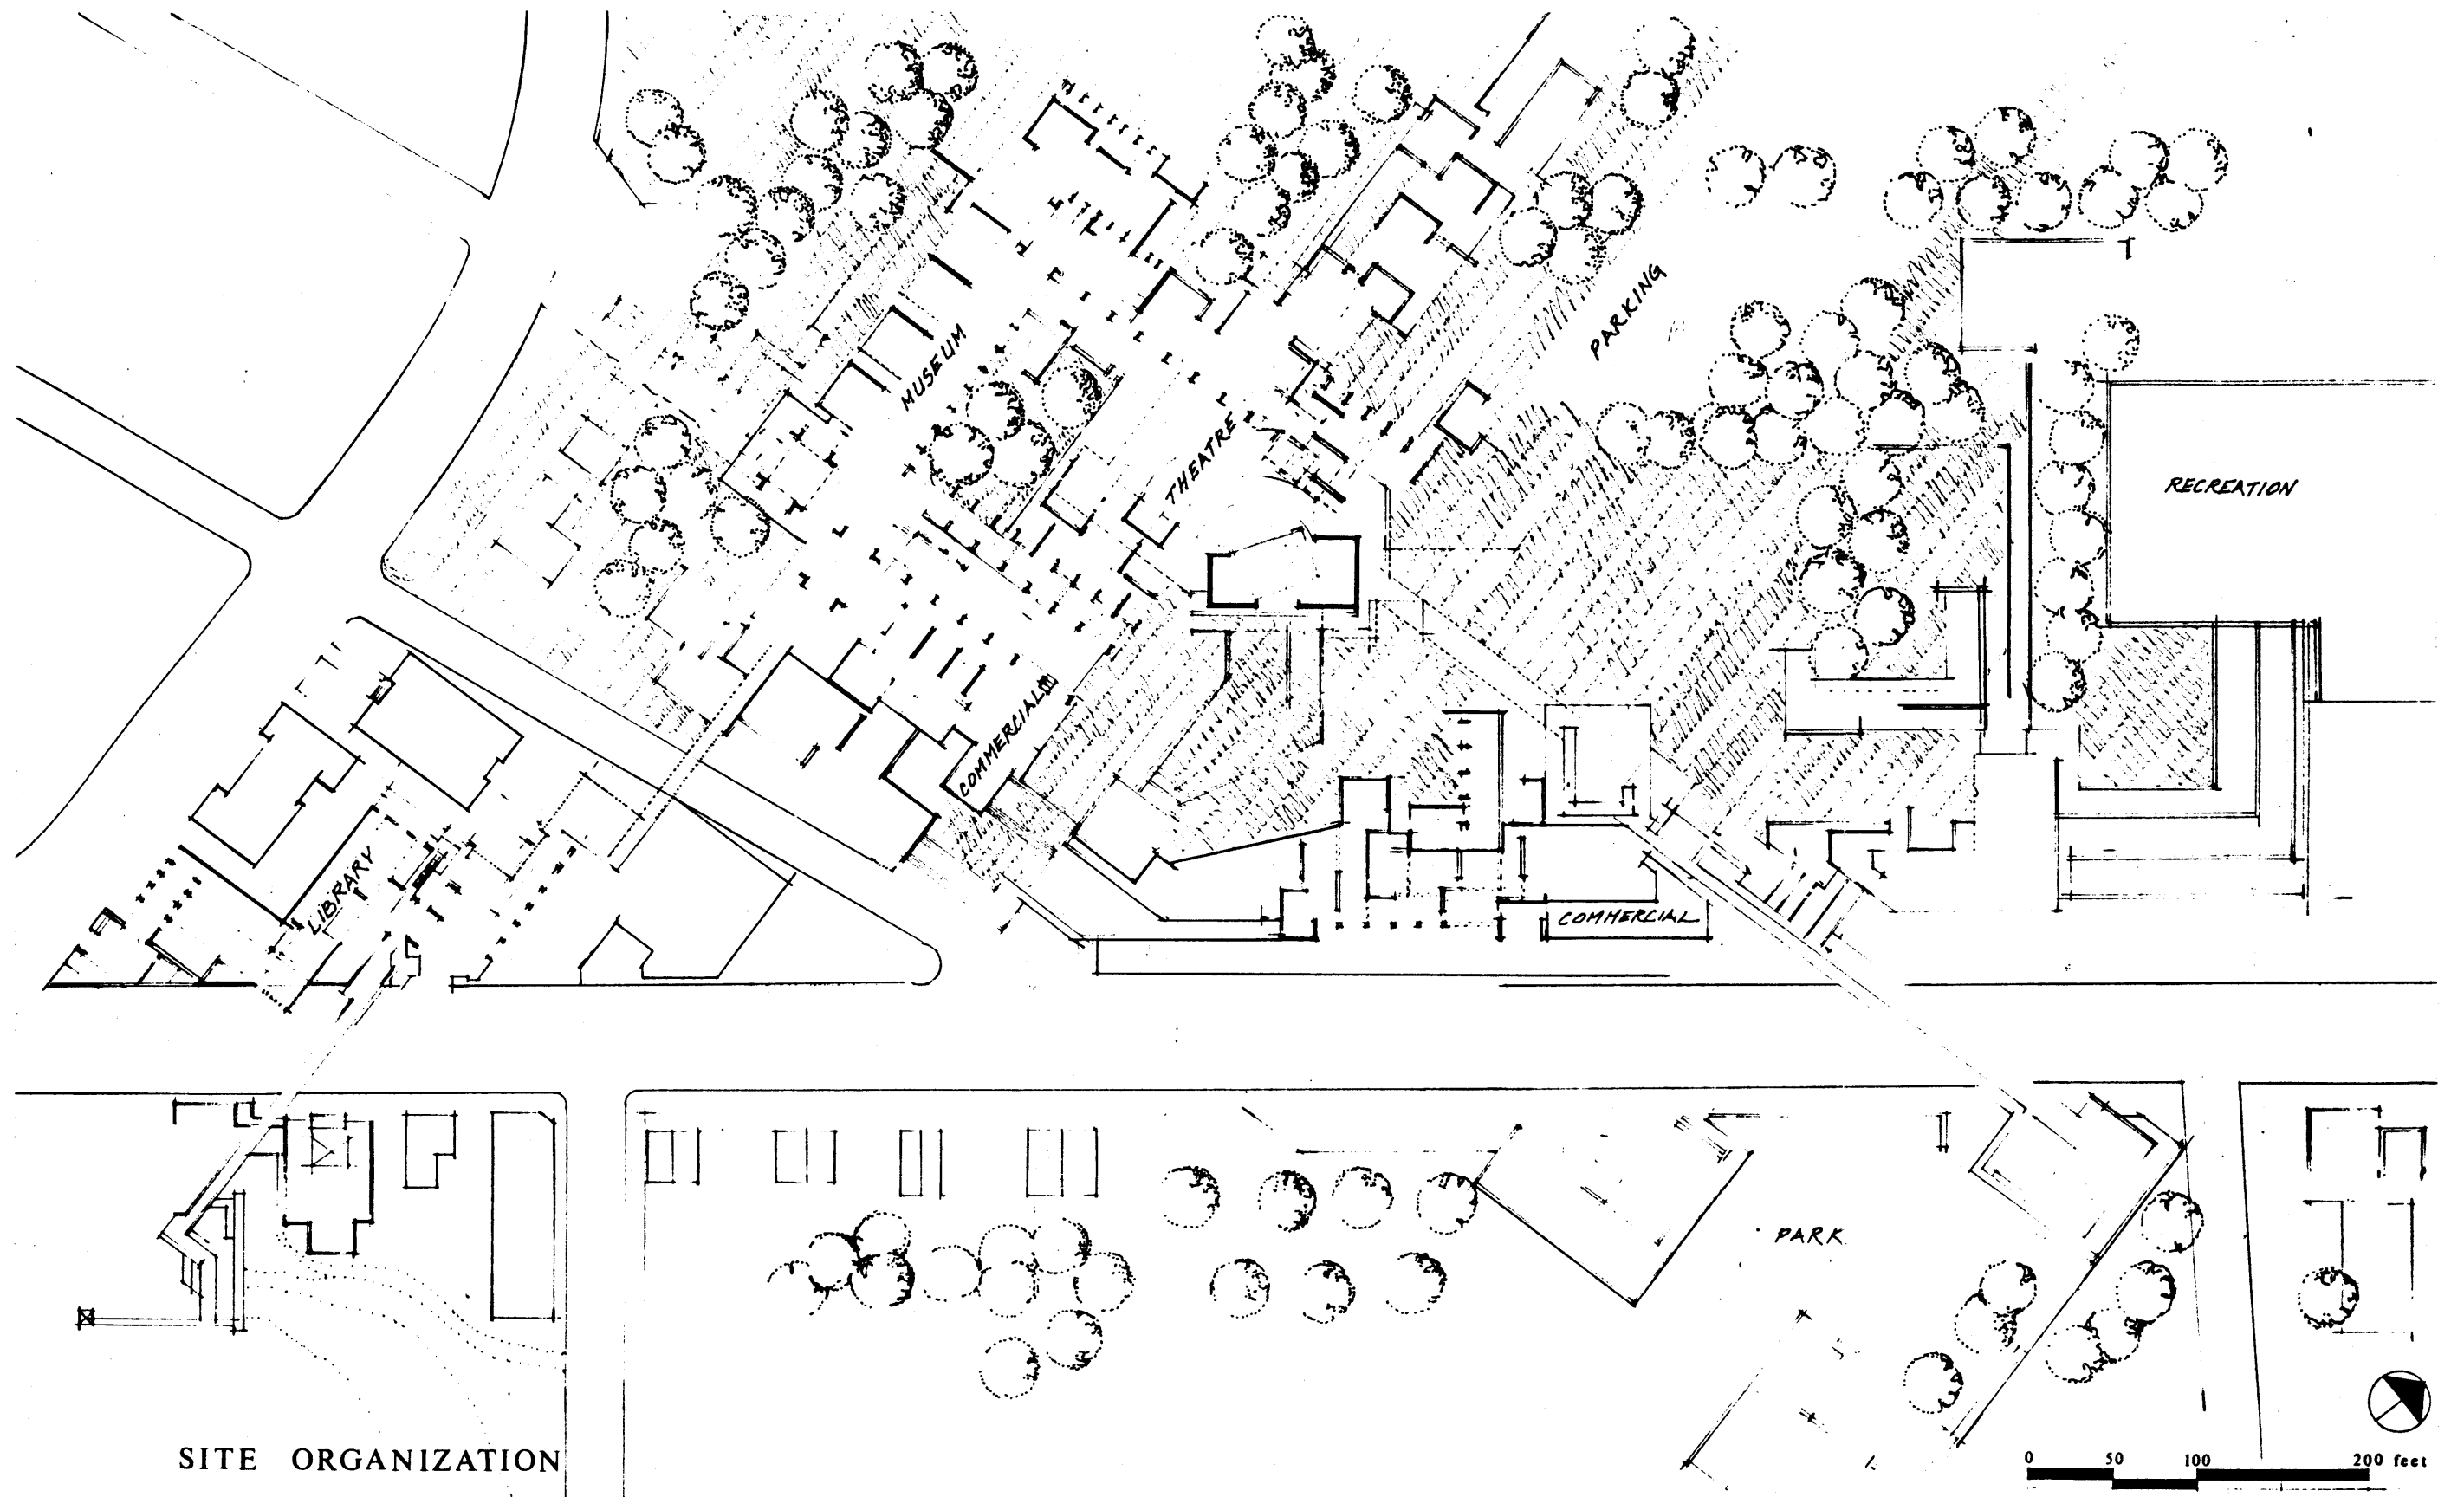 PARKING
MUSEUM
THEATRE
RECREATION
COMMERCIAL
LIBRARY
COMMERCIAL
PARK
SITE ORGANIZATION
0 50 100 200 feet